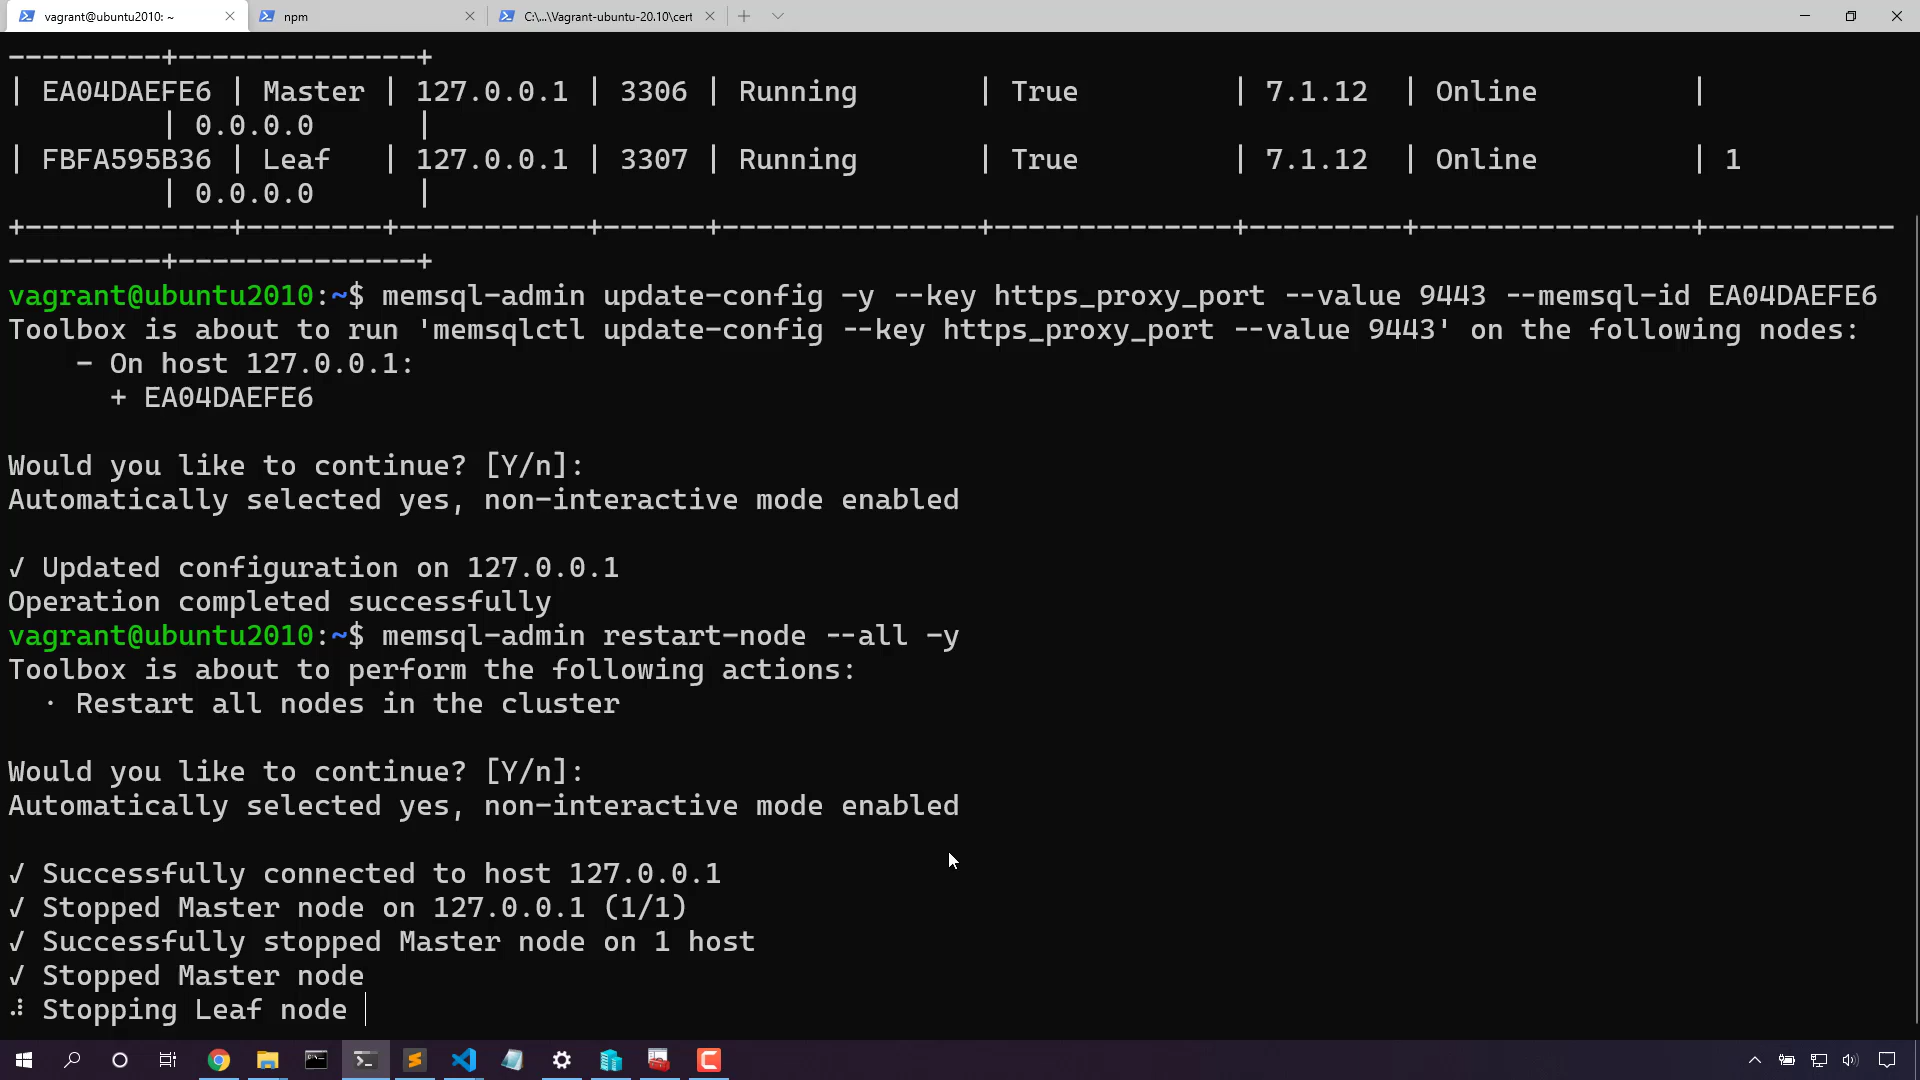 vagrant@ubuntu2010: ~
npm
C:\...\Vagrant-ubuntu-20.10\cert
---------+---------------+
| EA04DAEFE6 | Master | 127.0.0.1 | 3306 | Running       | True         | 7.1.12  | Online         |
         | 0.0.0.0      |
| FBFA595B36 | Leaf   | 127.0.0.1 | 3307 | Running       | True         | 7.1.12  | Online         | 1
         | 0.0.0.0      |
+------------+--------+-----------+------+---------------+--------------+---------+----------------+-----------
---------+--------------+
vagrant@ubuntu2010:~$ memsql-admin update-config -y --key https_proxy_port --value 9443 --memsql-id EA04DAEFE6
Toolbox is about to run 'memsqlctl update-config --key https_proxy_port --value 9443' on the following nodes:
    - On host 127.0.0.1:
      + EA04DAEFE6
Would you like to continue? [Y/n]:
Automatically selected yes, non-interactive mode enabled
✓ Updated configuration on 127.0.0.1
Operation completed successfully
vagrant@ubuntu2010:~$ memsql-admin restart-node --all -y
Toolbox is about to perform the following actions:
  · Restart all nodes in the cluster
Would you like to continue? [Y/n]:
Automatically selected yes, non-interactive mode enabled
✓ Successfully connected to host 127.0.0.1
✓ Stopped Master node on 127.0.0.1 (1/1)
✓ Successfully stopped Master node on 1 host
✓ Stopped Master node
⠼ Stopping Leaf node